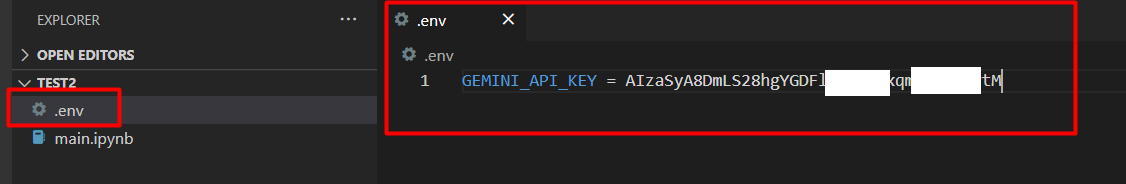 EXPLORER
...
OPEN EDITORS
TEST2
.env
main.ipynb
.env
.env
1 GEMINI_API_KEY = AIzaSyA8DmLS28hgYGDFl xqm tM